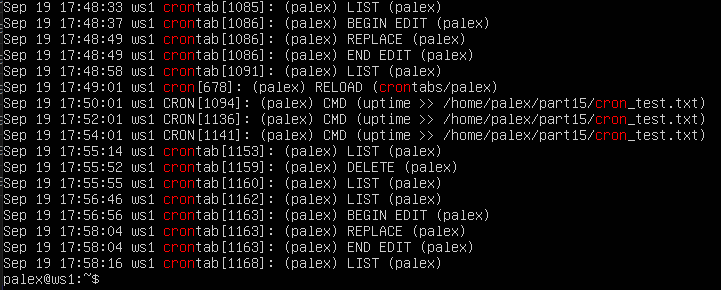 Sep 19 17:48:33 ws1 crontab[1085]: (palex) LIST (palex)
Sep 19 17:48:37 ws1 crontab[1086]: (palex) BEGIN EDIT (palex)
Sep 19 17:48:49 ws1 crontab[1086]: (palex) REPLACE (palex)
Sep 19 17:48:49 ws1 crontab[1086]: (palex) END EDIT (palex)
Sep 19 17:48:58 ws1 crontab[1091]: (palex) LIST (palex)
Sep 19 17:49:01 ws1 cron[678]: (palex) RELOAD (crontabs/palex)
Sep 19 17:50:01 ws1 CRON[1094]: (palex) CMD (uptime >> /home/palex/part15/cron_test.txt)
Sep 19 17:52:01 ws1 CRON[1136]: (palex) CMD (uptime >> /home/palex/part15/cron_test.txt)
Sep 19 17:54:01 ws1 CRON[1141]: (palex) CMD (uptime >> /home/palex/part15/cron_test.txt)
Sep 19 17:55:14 ws1 crontab[1153]: (palex) LIST (palex)
Sep 19 17:55:52 ws1 crontab[1159]: (palex) DELETE (palex)
Sep 19 17:55:55 ws1 crontab[1160]: (palex) LIST (palex)
Sep 19 17:56:46 ws1 crontab[1162]: (palex) LIST (palex)
Sep 19 17:56:56 ws1 crontab[1163]: (palex) BEGIN EDIT (palex)
Sep 19 17:58:04 ws1 crontab[1163]: (palex) REPLACE (palex)
Sep 19 17:58:04 ws1 crontab[1163]: (palex) END EDIT (palex)
Sep 19 17:58:16 ws1 crontab[1168]: (palex) LIST (palex)
palex@ws1:~$